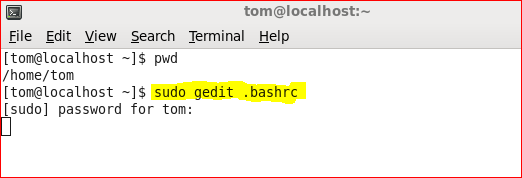 tom@localhost:~
File Edit View Search Terminal Help
[tom@localhost ~]$ pwd
/home/tom
[tom@localhost ~]$ sudo gedit .bashrc
[sudo] password for tom: